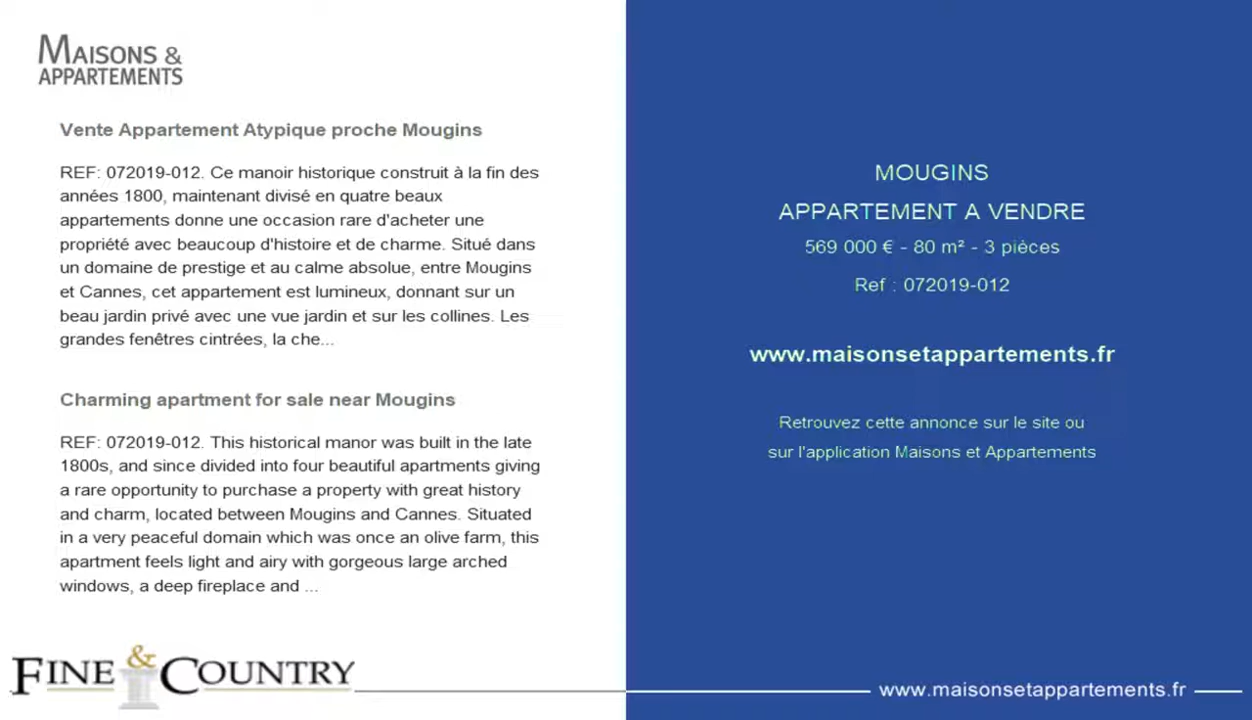 MAISONS &
APPARTEMENTS
Vente Appartement Atypique proche Mougins
REF: 072019-012. Ce manoir historique construit à la fin des
années 1800, maintenant divisé en quatre beaux
appartements donne une occasion rare d'acheter une
propriété avec beaucoup d'histoire et de charme. Situé dans
un domaine de prestige et au calme absolue, entre Mougins
et Cannes, cet appartement est lumineux, donnant sur un
beau jardin privé avec une vue jardin et sur les collines. Les
grandes fenêtres cintrées, la che...
Charming apartment for sale near Mougins
REF: 072019-012. This historical manor was built in the late
1800s, and since divided into four beautiful apartments giving
a rare opportunity to purchase a property with great history
and charm, located between Mougins and Cannes. Situated
in a very peaceful domain which was once an olive farm, this
apartment feels light and airy with gorgeous large arched
windows, a deep fireplace and ...
FINE & COUNTRY
MOUGINS
APPARTEMENT A VENDRE
569 000 € - 80 m² - 3 pièces
Ref : 072019-012
www.maisonsetappartements.fr
Retrouvez cette annonce sur le site ou
sur l'application Maisons et Appartements
www.maisonsetappartements.fr